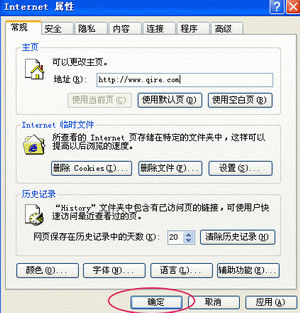 Internet 属性
常规 安全 隐私 内容 连接 程序 高级
主页
可以更改主页。
地址(R): http://www.qire.com
使用当前页(C) 使用默认页(D) 使用空白页(B)
Internet 临时文件
所查看的 Internet 页存储在特定的文件夹中，这样可以
提高以后浏览的速度。
删除 Cookies(I)... 删除文件(F)... 设置(S)...
历史记录
“History”文件夹中包含有已访问页的链接，可使用户快
速访问最近查看过的页。
网页保存在历史记录中的天数(K): 20 清除历史记录(H)
颜色(O)... 字体(N)... 语言(L)... 辅助功能(E)...
确定 取消 应用(A)